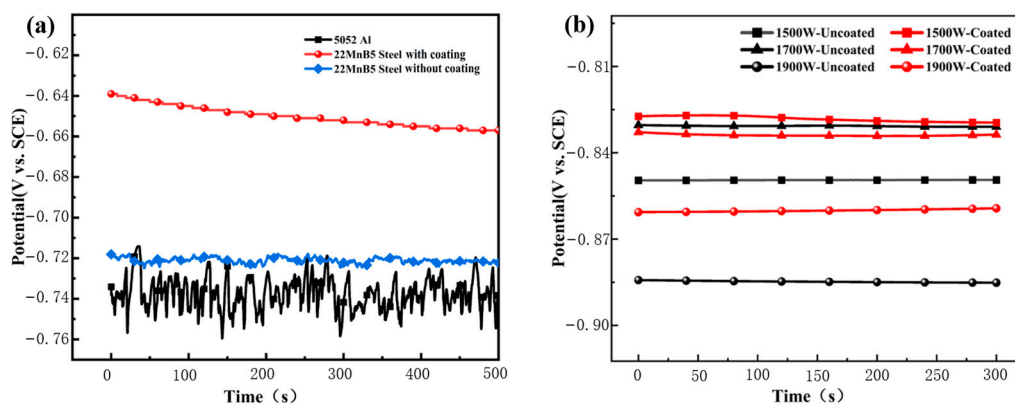 (a)
5052 Al
22MnB5 Steel with coating
22MnB5 Steel without coating
Potential(V vs. SCE)
−0.62
−0.64
−0.66
−0.70
−0.72
−0.74
−0.76
0 100 200 300 400 500
Time（s）
(b)
1500W-Uncoated 1500W-Coated
1700W-Uncoated 1700W-Coated
1900W-Uncoated 1900W-Coated
Potential(V vs. SCE)
−0.81
−0.84
−0.87
−0.90
0 50 100 150 200 250 300
Time（s）